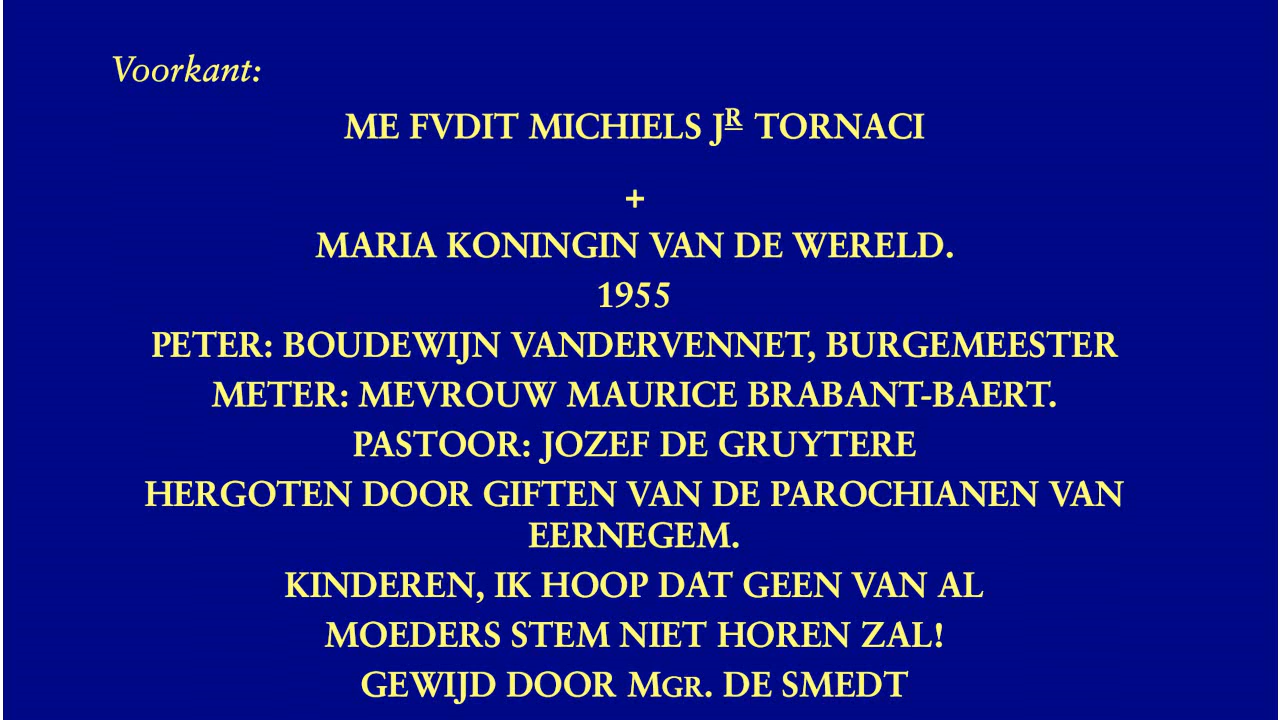 Voorkant:
ME FVDIT MICHIELS JR TORNACI
+
MARIA KONINGIN VAN DE WERELD.
1955
PETER: BOUDEWIJN VANDERVENNET, BURGEMEESTER
METER: MEVROUW MAURICE BRABANT-BAERT.
PASTOOR: JOZEF DE GRUYTERE
HERGOTEN DOOR GIFTEN VAN DE PAROCHIANEN VAN
EERNEGEM.
KINDEREN, IK HOOP DAT GEEN VAN AL
MOEDERS STEM NIET HOREN ZAL!
GEWIJD DOOR MGR. DE SMEDT